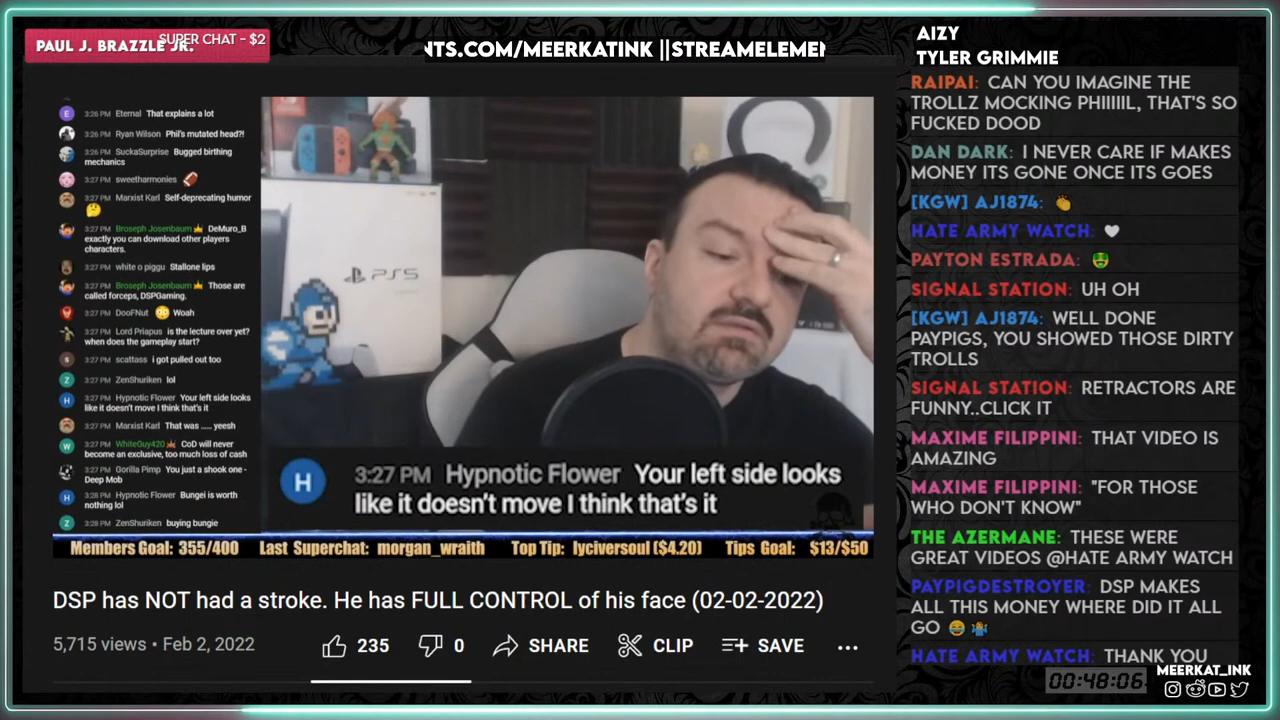 PAUL J. BRAZZLE JR.
SUPER CHAT - $2
NTS.COM/MEERKATINK ||STREAMELEMEN
AIZY
TYLER GRIMMIE
3:26 PM Eternal That explains a lot
3:26 PM Ryan Wilson Phil's mutated head?!
3:26 PM SuckaSurprise Bugged birthing
mechanics
3:27 PM sweetharmonies 🏈
3:27 PM Marxist Karl Self-deprecating humor
🤔
3:27 PM Broseph Josenbaum DeMuro_B
exactly you can download other players
characters.
3:27 PM white o piggu Stallone lips
3:27 PM Broseph Josenbaum Those are
called forceps, DSPGaming.
3:27 PM DooFNut 😳 Woah
3:27 PM Lord Priapus is the lecture over yet?
when does the gameplay start?
3:27 PM scattass i got pulled out too
3:27 PM ZenShuriken lol
3:27 PM Hypnotic Flower Your left side looks
like it doesn't move I think that's it
3:27 PM Marxist Karl That was ..... yeesh
3:27 PM WhiteGuy420 CoD will never
become an exclusive, too much loss of cash
3:27 PM Gorilla Pimp You just a shook one -
Deep Mob
3:28 PM Hypnotic Flower Bungei is worth
nothing lol
3:28 PM ZenShuriken buying bungie
PS5
H 3:27 PM Hypnotic Flower Your left side looks
like it doesn't move I think that's it
Members Goal: 355/400 Last Superchat: morgan_wraith Top Tip: lyciversoul ($4.20) Tips Goal: $13/$50
DSP has NOT had a stroke. He has FULL CONTROL of his face (02-02-2022)
5,715 views • Feb 2, 2022 235 0 SHARE CLIP SAVE ...
RAIPAI: CAN YOU IMAGINE THE
TROLLZ MOCKING PHIIIIIL, THAT'S SO
FUCKED DOOD
DAN DARK: I NEVER CARE IF MAKES
MONEY ITS GONE ONCE ITS GOES
[KGW] AJ1874: 👏
HATE ARMY WATCH: 🤍
PAYTON ESTRADA: 🤑
SIGNAL STATION: UH OH
[KGW] AJ1874: WELL DONE
PAYPIGS, YOU SHOWED THOSE DIRTY
TROLLS
SIGNAL STATION: RETRACTORS ARE
FUNNY..CLICK IT
MAXIME FILIPPINI: THAT VIDEO IS
AMAZING
MAXIME FILIPPINI: "FOR THOSE
WHO DON'T KNOW"
THE AZERMANE: THESE WERE
GREAT VIDEOS @HATE ARMY WATCH
PAYPIGDESTROYER: DSP MAKES
ALL THIS MONEY WHERE DID IT ALL
GO 😂 🤷
HATE ARMY WATCH: THANK YOU
00:48:06
MEERKAT_INK